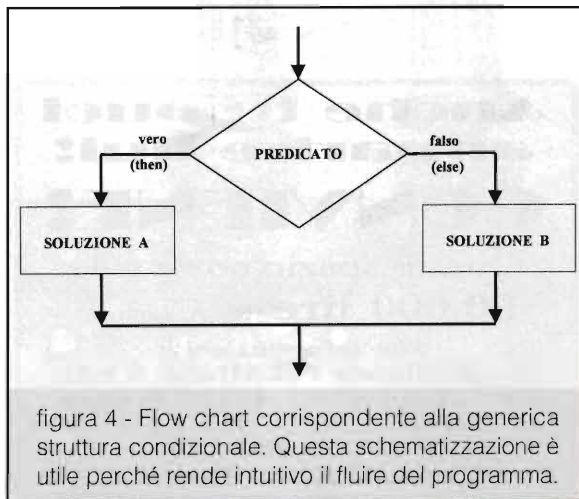 vero
(then)
PREDICATO
falso
(else)
SOLUZIONE A
SOLUZIONE B
figura 4 - Flow chart corrispondente alla generica
struttura condizionale. Questa schematizzazione è
utile perché rende intuitivo il fluire del programma.